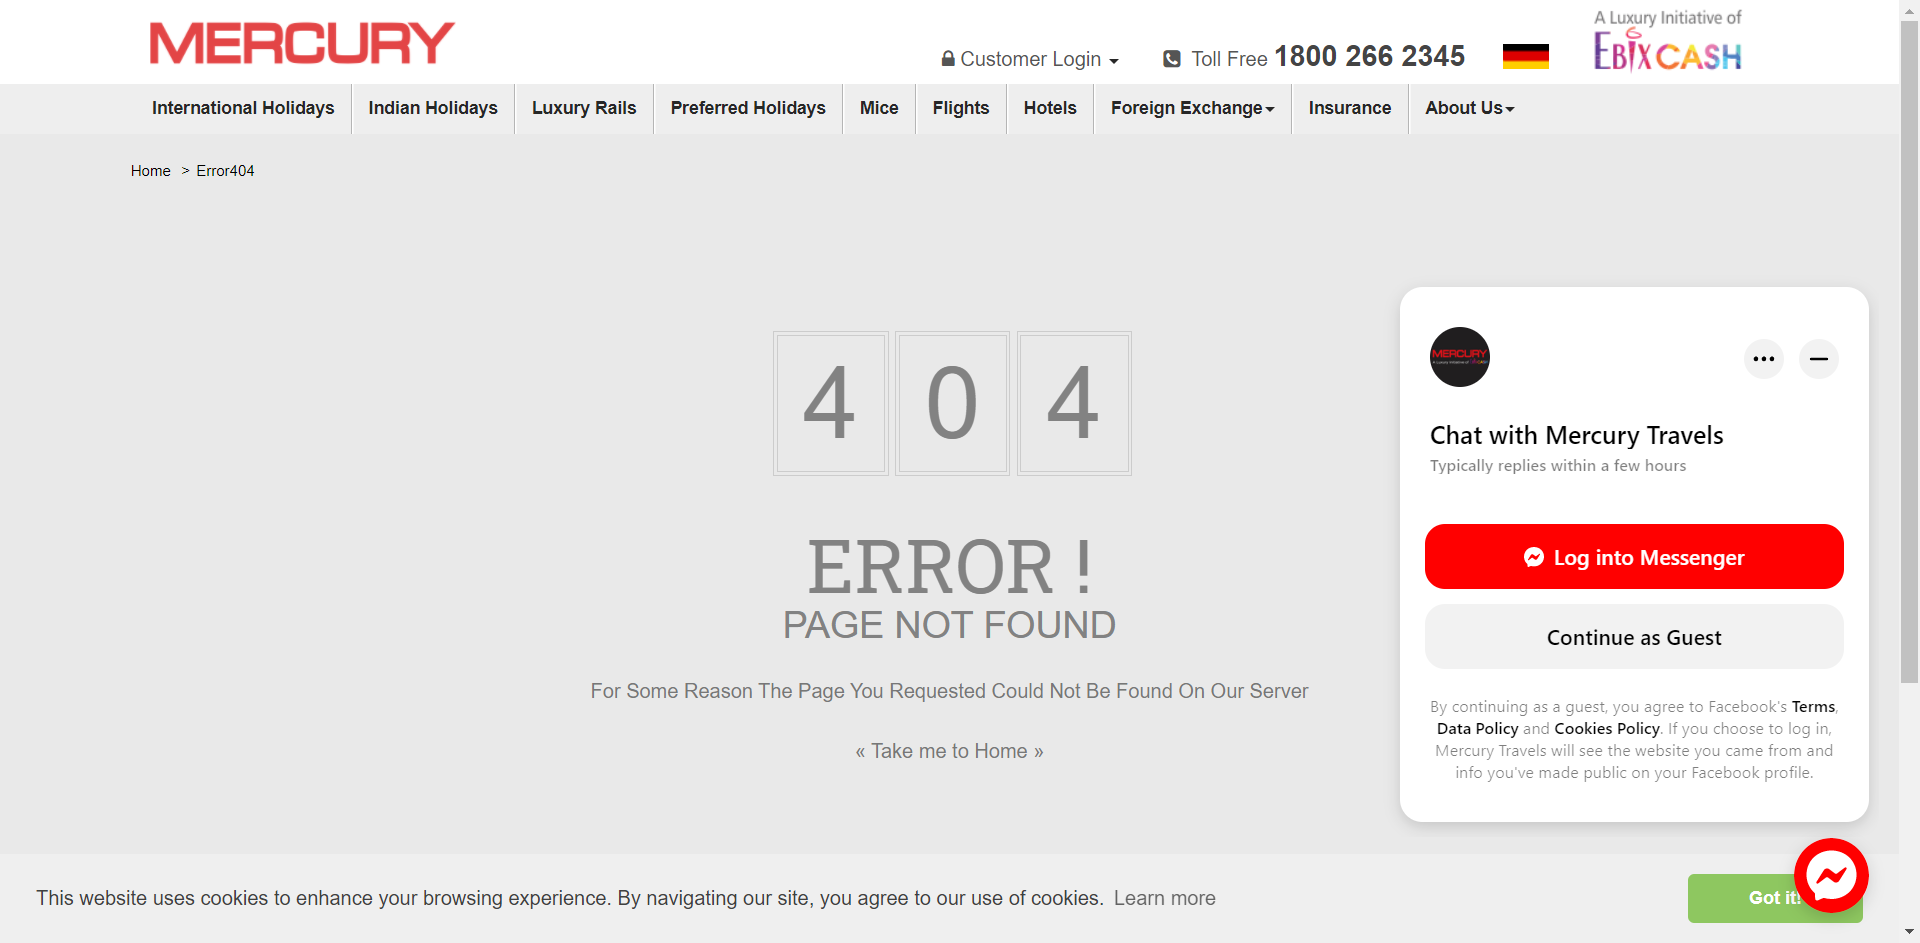 MERCURY
Customer Login
Toll Free 1800 266 2345
A Luxury Initiative of
EBIXCASH
International Holidays
Indian Holidays
Luxury Rails
Preferred Holidays
Mice
Flights
Hotels
Foreign Exchange
Insurance
About Us
Home > Error404
4 0 4
ERROR !
PAGE NOT FOUND
For Some Reason The Page You Requested Could Not Be Found On Our Server
« Take me to Home »
MERCURY
Chat with Mercury Travels
Typically replies within a few hours
Log into Messenger
Continue as Guest
By continuing as a guest, you agree to Facebook's Terms,
Data Policy and Cookies Policy. If you choose to log in,
Mercury Travels will see the website you came from and
info you've made public on your Facebook profile.
This website uses cookies to enhance your browsing experience. By navigating our site, you agree to our use of cookies. Learn more
Got it!